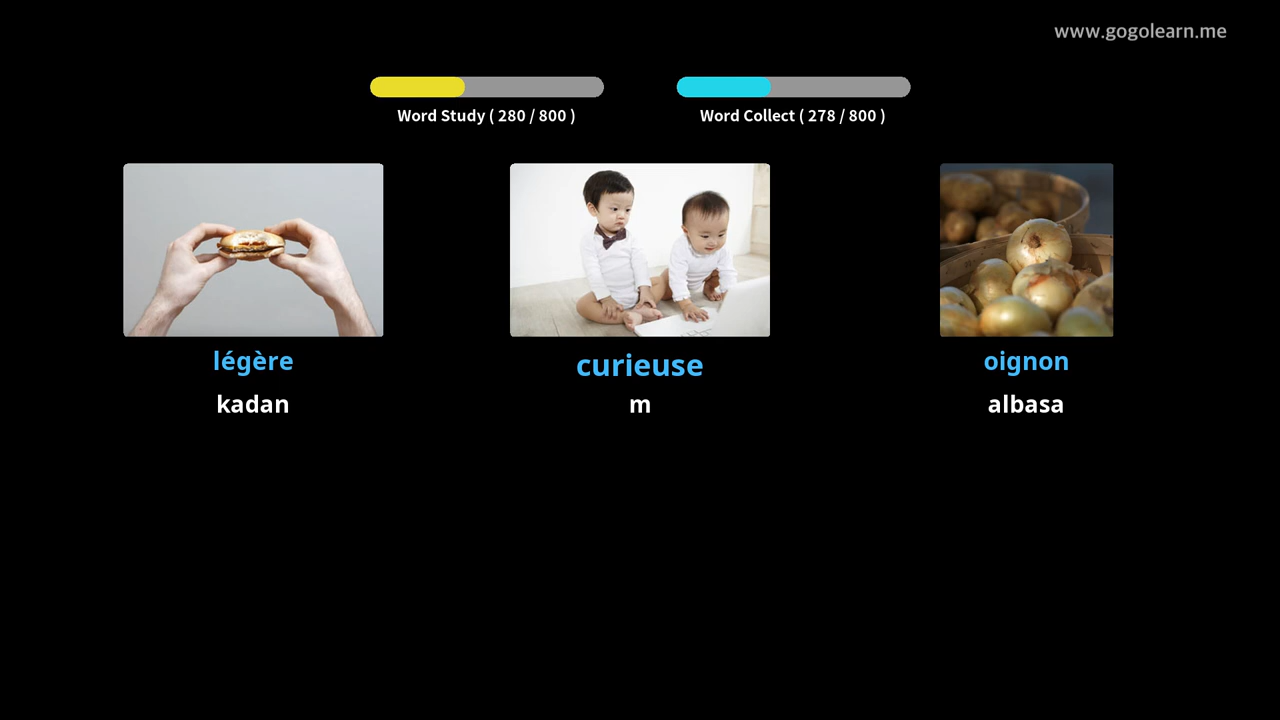 www.gogolearn.me
Word Study ( 280 / 800 )
Word Collect ( 278 / 800 )
légère
curieuse
oignon
kadan
m
albasa